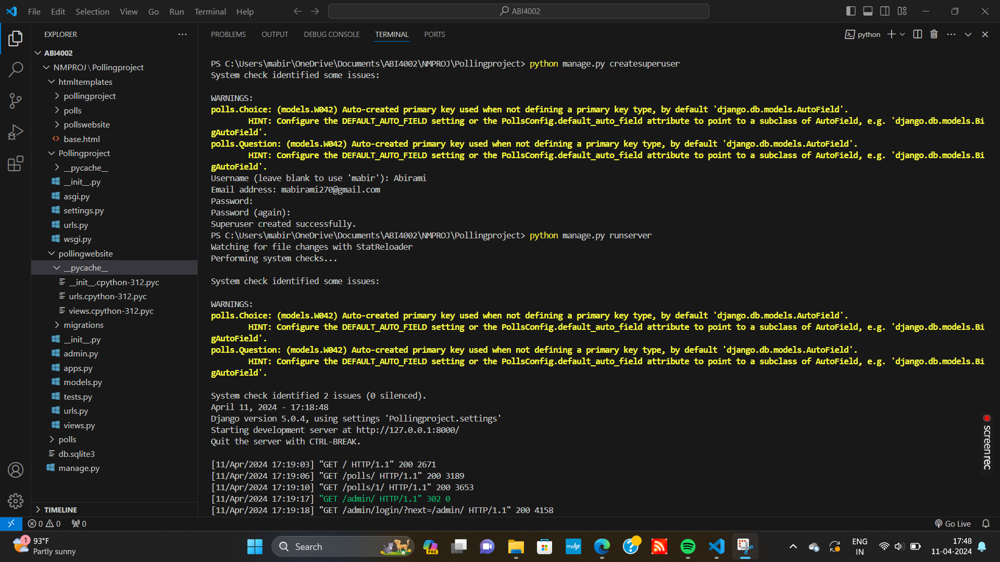 File Edit Selection View Go Run Terminal Help
ABI4002
EXPLORER
ABI4002
NMPROJ\Pollingproject
htmltemplates
pollingproject
polls
pollswebsite
base.html
Pollingproject
__pycache__
__init__.py
asgi.py
settings.py
urls.py
wsgi.py
pollingwebsite
__pycache__
__init__.cpython-312.pyc
urls.cpython-312.pyc
views.cpython-312.pyc
migrations
__init__.py
admin.py
apps.py
models.py
tests.py
urls.py
views.py
polls
db.sqlite3
manage.py
TIMELINE
PROBLEMS OUTPUT DEBUG CONSOLE TERMINAL PORTS
python
PS C:\Users\mabir\OneDrive\Documents\ABI4002\NMPROJ\Pollingproject> python manage.py createsuperuser
System check identified some issues:
WARNINGS:
polls.Choice: (models.W042) Auto-created primary key used when not defining a primary key type, by default 'django.db.models.AutoField'.
HINT: Configure the DEFAULT_AUTO_FIELD setting or the PollsConfig.default_auto_field attribute to point to a subclass of AutoField, e.g. 'django.db.models.Bi
gAutoField'.
polls.Question: (models.W042) Auto-created primary key used when not defining a primary key type, by default 'django.db.models.AutoField'.
HINT: Configure the DEFAULT_AUTO_FIELD setting or the PollsConfig.default_auto_field attribute to point to a subclass of AutoField, e.g. 'django.db.models.Bi
gAutoField'.
Username (leave blank to use 'mabir'): Abirami
Email address: mabirami270@gmail.com
Password:
Password (again):
Superuser created successfully.
PS C:\Users\mabir\OneDrive\Documents\ABI4002\NMPROJ\Pollingproject> python manage.py runserver
Watching for file changes with StatReloader
Performing system checks...
System check identified some issues:
WARNINGS:
polls.Choice: (models.W042) Auto-created primary key used when not defining a primary key type, by default 'django.db.models.AutoField'.
HINT: Configure the DEFAULT_AUTO_FIELD setting or the PollsConfig.default_auto_field attribute to point to a subclass of AutoField, e.g. 'django.db.models.Bi
gAutoField'.
polls.Question: (models.W042) Auto-created primary key used when not defining a primary key type, by default 'django.db.models.AutoField'.
HINT: Configure the DEFAULT_AUTO_FIELD setting or the PollsConfig.default_auto_field attribute to point to a subclass of AutoField, e.g. 'django.db.models.Bi
gAutoField'.
System check identified 2 issues (0 silenced).
April 11, 2024 - 17:18:48
Django version 5.0.4, using settings 'Pollingproject.settings'
Starting development server at http://127.0.0.1:8000/
Quit the server with CTRL-BREAK.
[11/Apr/2024 17:19:03] "GET / HTTP/1.1" 200 2671
[11/Apr/2024 17:19:06] "GET /polls/ HTTP/1.1" 200 3189
[11/Apr/2024 17:19:10] "GET /polls/1/ HTTP/1.1" 200 3653
[11/Apr/2024 17:19:17] "GET /admin/ HTTP/1.1" 302 0
[11/Apr/2024 17:19:18] "GET /admin/login/?next=/admin/ HTTP/1.1" 200 4158
screenrec
0 0 0
Go Live
1
93°F
Partly sunny
Search
PRE
myhp
ENG
IN
17:48
11-04-2024